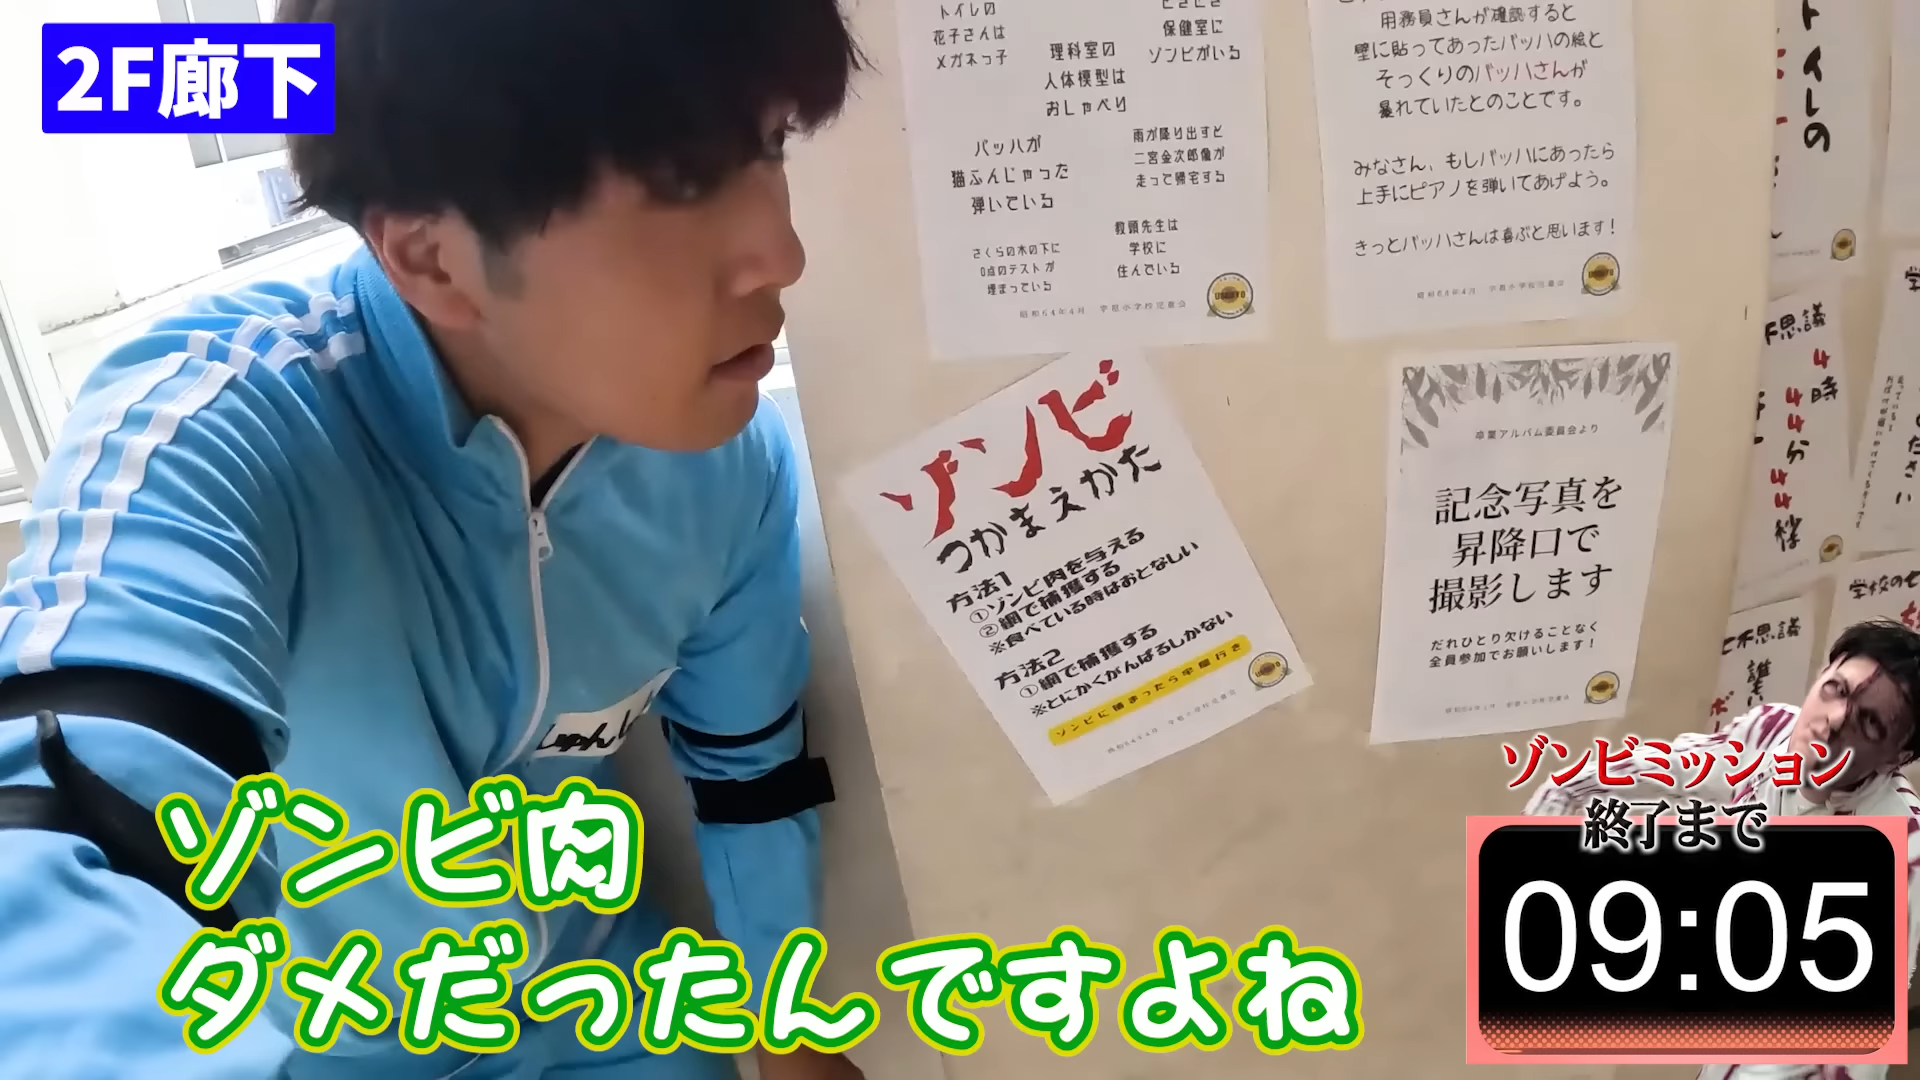 2F廊下
トイレの
花子さんは
メガネっ子
理科室の
人体模型は
おしゃべり
保健室に
ゾンビがいる
バッハが
猫ふんじゃった
弾いている
雨が降り出すと
二宮金次郎像が
走って帰宅する
さくらの木の下に
0点のテストが
埋まっている
教頭先生は
学校に
住んでいる
用務員さんが確認すると
壁に貼ってあったバッハの絵と
そっくりのバッハさんが
暴れていたとのことです。
みなさん、もしバッハにあったら
上手にピアノを弾いてあげよう。
きっとバッハさんは喜ぶと思います!
ゾンビ
つかまえかた
方法1
①ゾンビ肉を与える
②網で捕獲する
※食べている時はおとなしい
方法2
①網で捕獲する
※とにかくがんばるしかない
ゾンビに捕まったら牢屋行き
卒業アルバム委員会より
記念写真を
昇降口で
撮影します
だれひとり欠けることなく
全員参加でお願いします!
トイレの
4時
44分
44秒
ゾンビ肉
ダメだったんですよね
ゾンビミッション
終了まで
09:05